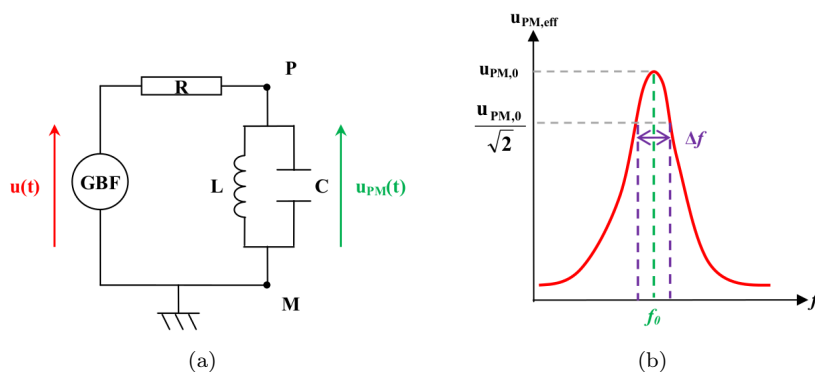 P
R
GBF
u(t)
L
C
u_PM(t)
M
(a)
u_PM,eff
u_PM,0
u_PM,0
√2
Δf
f_0
f
(b)